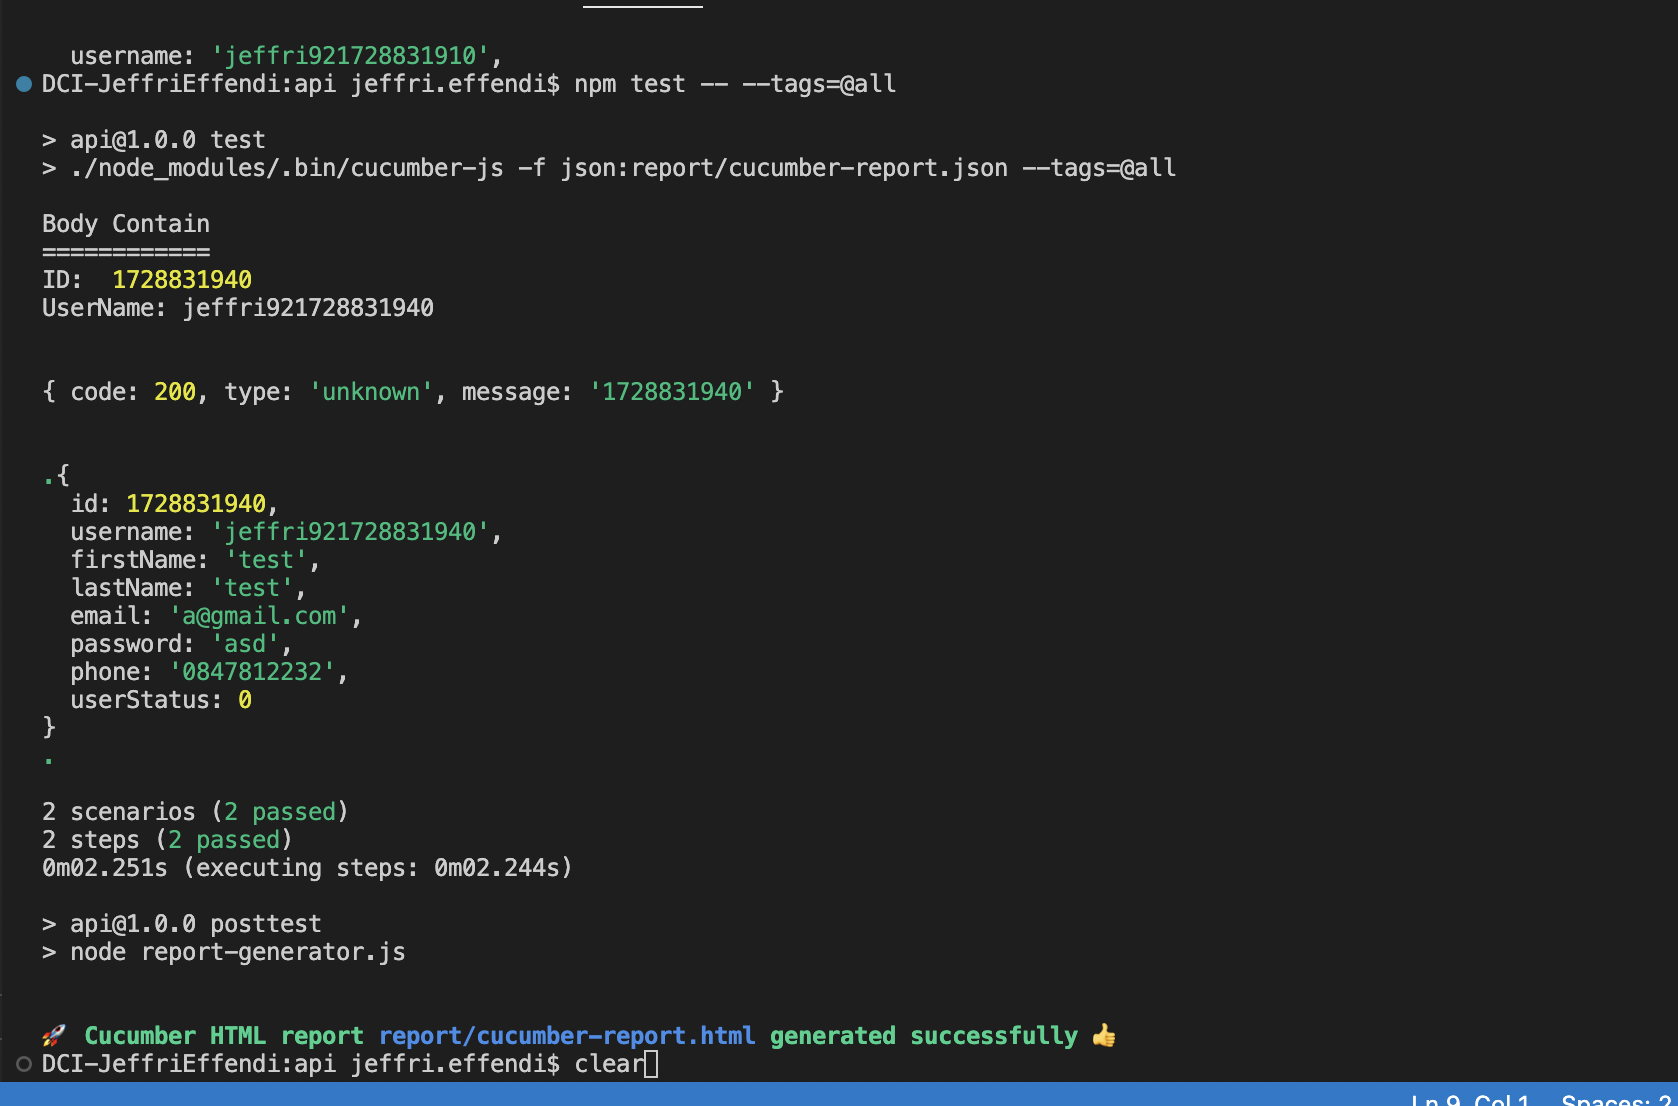 username: 'jeffri921728831910',
DCI-JeffriEffendi:api jeffri.effendi$ npm test -- --tags=@all
> api@1.0.0 test
> ./node_modules/.bin/cucumber-js -f json:report/cucumber-report.json --tags=@all
Body Contain
============
ID:  1728831940
UserName: jeffri921728831940
{ code: 200, type: 'unknown', message: '1728831940' }
.{
id: 1728831940,
username: 'jeffri921728831940',
firstName: 'test',
lastName: 'test',
email: 'a@gmail.com',
password: 'asd',
phone: '0847812232',
userStatus: 0
}
.
2 scenarios (2 passed)
2 steps (2 passed)
0m02.251s (executing steps: 0m02.244s)
> api@1.0.0 posttest
> node report-generator.js
🚀 Cucumber HTML report report/cucumber-report.html generated successfully 👍
DCI-JeffriEffendi:api jeffri.effendi$ clear
Ln 9, Col 1 Spaces: 2